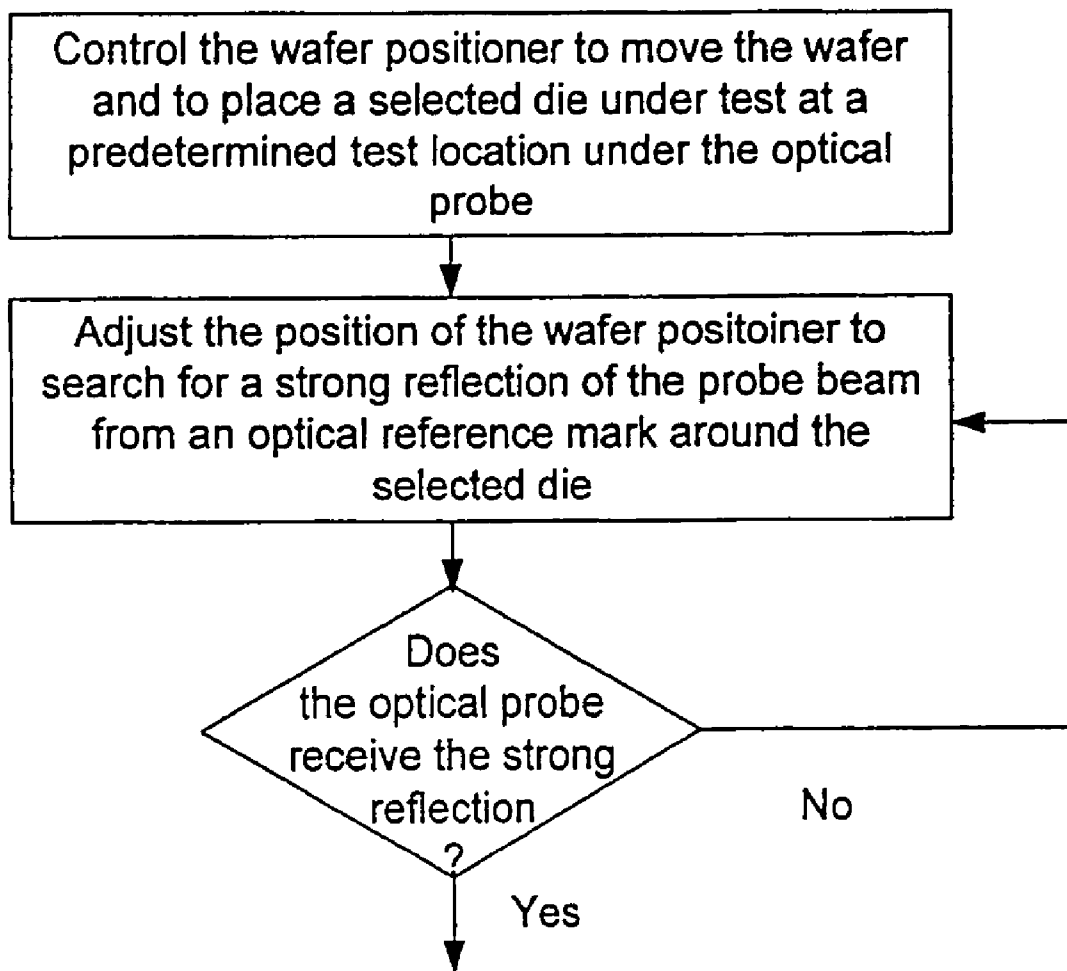 Control the wafer positioner to move the wafer
and to place a selected die under test at a
predetermined test location under the optical
probe
Adjust the position of the wafer positoiner to
search for a strong reflection of the probe beam
from an optical reference mark around the
selected die
Does
the optical probe
receive the strong
reflection
?
No
Yes